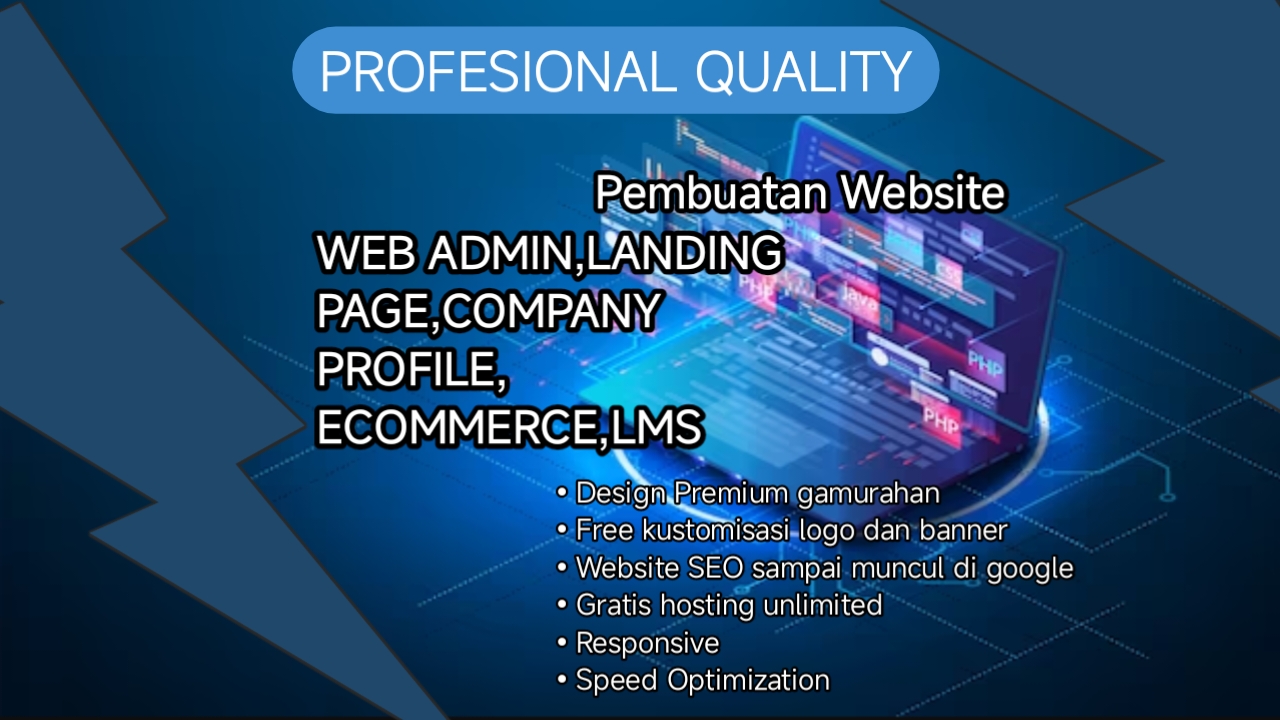 PROFESIONAL QUALITY
Pembuatan Website
WEB ADMIN,LANDING
PAGE,COMPANY
PROFILE,
ECOMMERCE,LMS
PHP
Java
CSS
PHP
PHP
• Design Premium gamurahan
• Free kustomisasi logo dan banner
• Website SEO sampai muncul di google
• Gratis hosting unlimited
• Responsive
• Speed Optimization